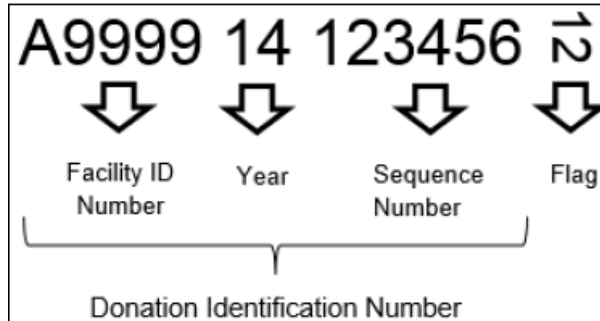 A9999 14 123456 12
Facility ID Year Sequence Flag
Number Number
Donation Identification Number